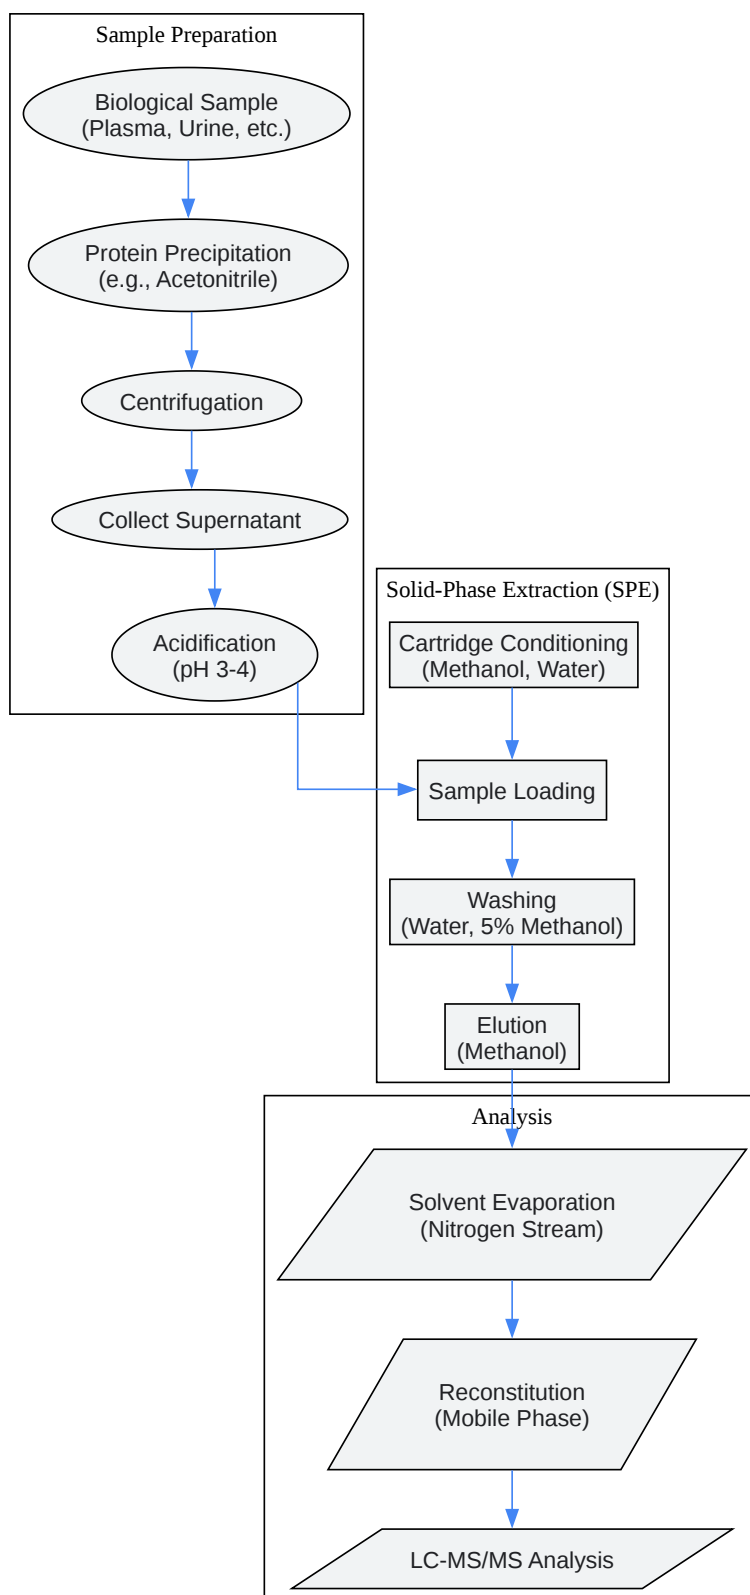 Sample Preparation
Biological Sample
(Plasma, Urine, etc.)
Protein Precipitation
(e.g., Acetonitrile)
Centrifugation
Collect Supernatant
Acidification
(pH 3-4)
Solid-Phase Extraction (SPE)
Cartridge Conditioning
(Methanol, Water)
Sample Loading
Washing
(Water, 5% Methanol)
Elution
(Methanol)
Analysis
Solvent Evaporation
(Nitrogen Stream)
Reconstitution
(Mobile Phase)
LC-MS/MS Analysis